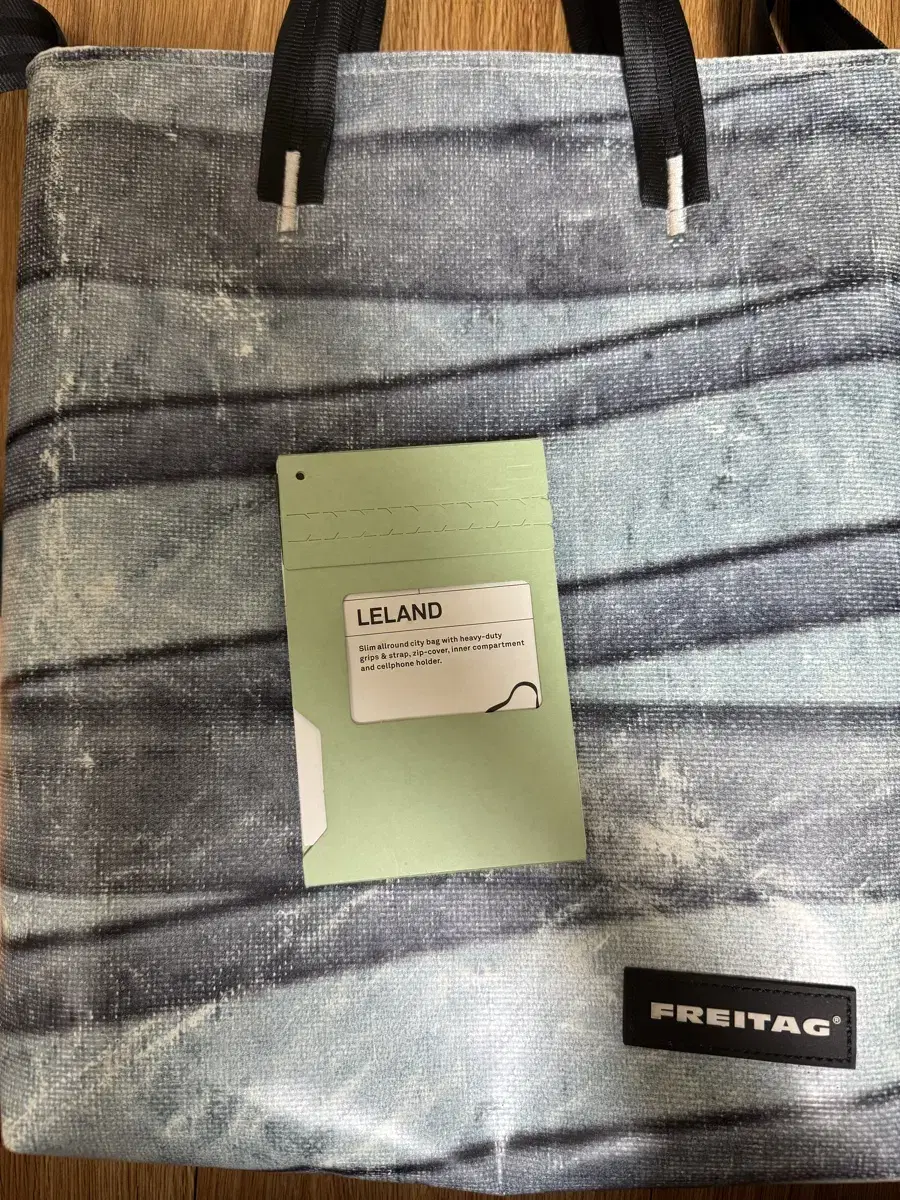 LELAND
Slim allround city bag with heavy-duty
grips & strap, zip-cover, inner compartment
and cellphone holder.
FREITAG®